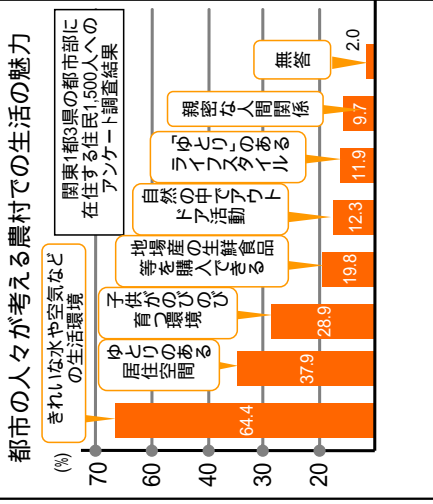 都市の人々が考える農村での生活の魅力
関東1都3県の都市部に
在住する住民1,500人への
アンケート調査結果
(%)
70
60
50
40
30
20
きれいな水や空気など
の生活環境
64.4
ゆとりのある
居住空間
37.9
子供がのびのび
育つ環境
28.9
地場産の生鮮食品
等を購入できる
19.8
自然の中でアウト
ドア活動
12.3
「ゆとり」のある
ライフスタイル
11.9
親密な人間関係
9.7
無答
2.0